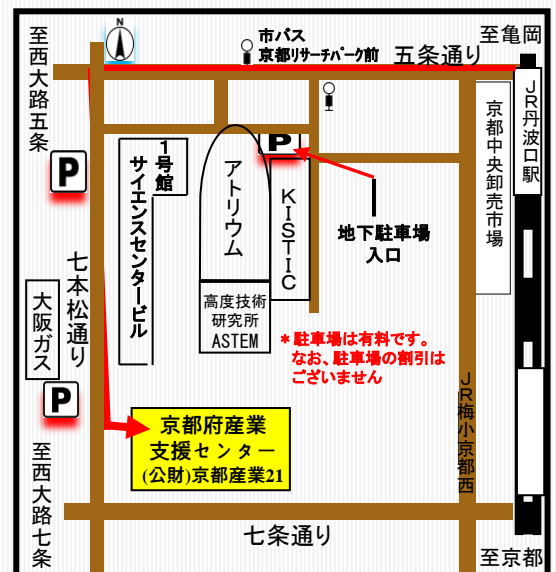 N
市バス
京都リサーチパーク前
五条通り
至亀岡
至西大路五条
JR丹波口駅
京都中央卸売市場
P
P
1号館
サイエンスセンタービル
アトリウム
KISTIC
地下駐車場
入口
七本松通り
大阪ガス
高度技術
研究所
ASTEM
*駐車場は有料です。
なお、駐車場の割引は
ございません
JR梅小京都西
P
京都府産業
支援センター
(公財)京都産業21
至西大路七条
七条通り
至京都